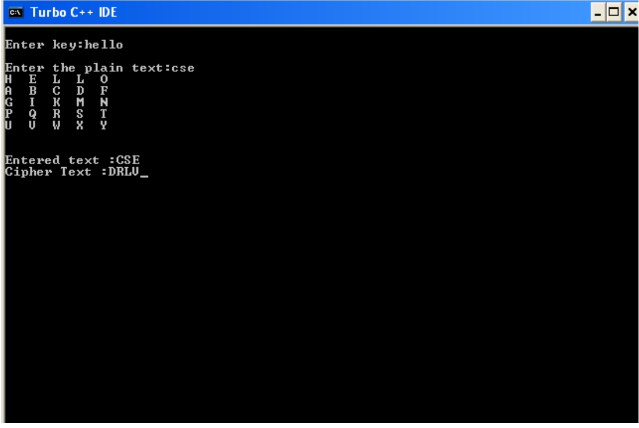 Turbo C++ IDE
Enter key:hello
Enter the plain text:cse
H E L L O
A B C D F
G I K M N
P Q R S T
U V W X Y
Entered text :CSE
Cipher Text :DRLV_